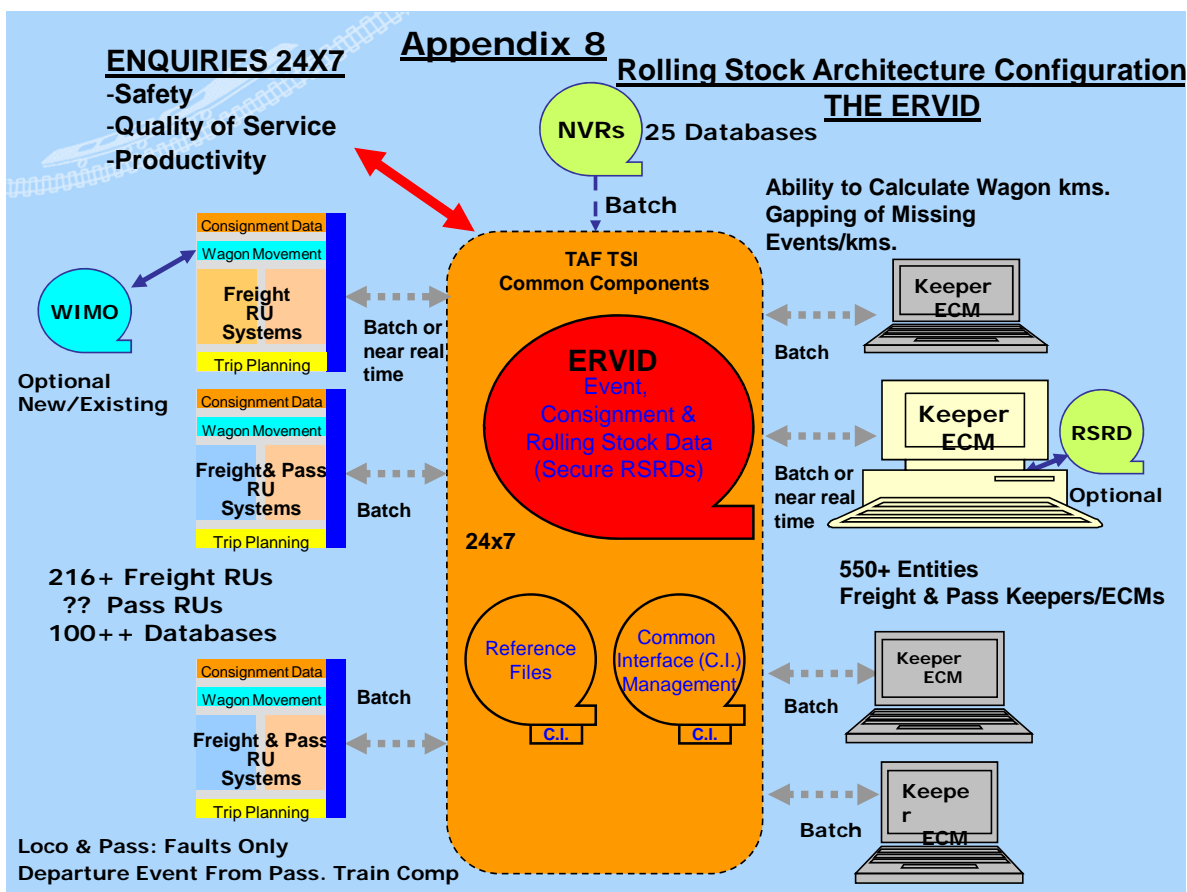 Appendix 8
ENQUIRIES 24X7
-Safety
-Quality of Service
-Productivity
Rolling Stock Architecture Configuration
THE ERVID
NVRs
25 Databases
Batch
Ability to Calculate Wagon kms.
Gapping of Missing
Events/kms.
WIMO
Optional
New/Existing
Consignment Data
Wagon Movement
Freight
RU
Systems
Trip Planning
Batch or
near real
time
Consignment Data
Wagon Movement
Freight& Pass
RU
Systems
Trip Planning
Batch
216+ Freight RUs
?? Pass RUs
100++ Databases
Consignment Data
Wagon Movement
Freight & Pass
RU
Systems
Trip Planning
Batch
Loco & Pass: Faults Only
Departure Event From Pass. Train Comp
TAF TSI
Common Components
ERVID
Event,
Consignment &
Rolling Stock Data
(Secure RSRDs)
24x7
Reference
Files
C.I.
Common
Interface (C.I.)
Management
C.I.
Batch
Keeper
ECM
Batch or
near real
time
Keeper
ECM
RSRD
Optional
550+ Entities
Freight & Pass Keepers/ECMs
Batch
Keeper
ECM
Batch
Keepe
r
ECM